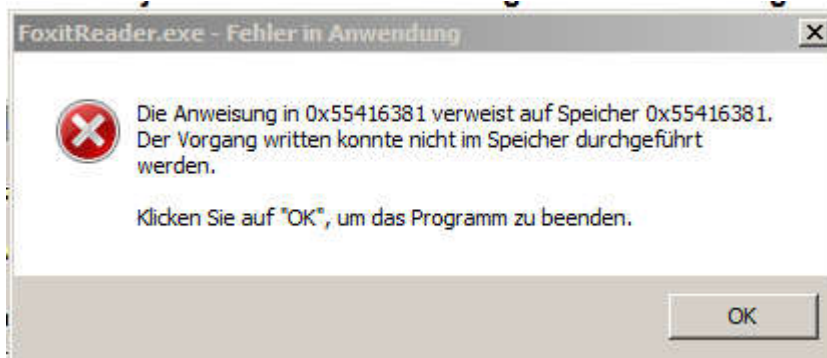 FoxitReader.exe - Fehler in Anwendung
Die Anweisung in 0x55416381 verweist auf Speicher 0x55416381.
Der Vorgang written konnte nicht im Speicher durchgeführt
werden.
Klicken Sie auf "OK", um das Programm zu beenden.
OK